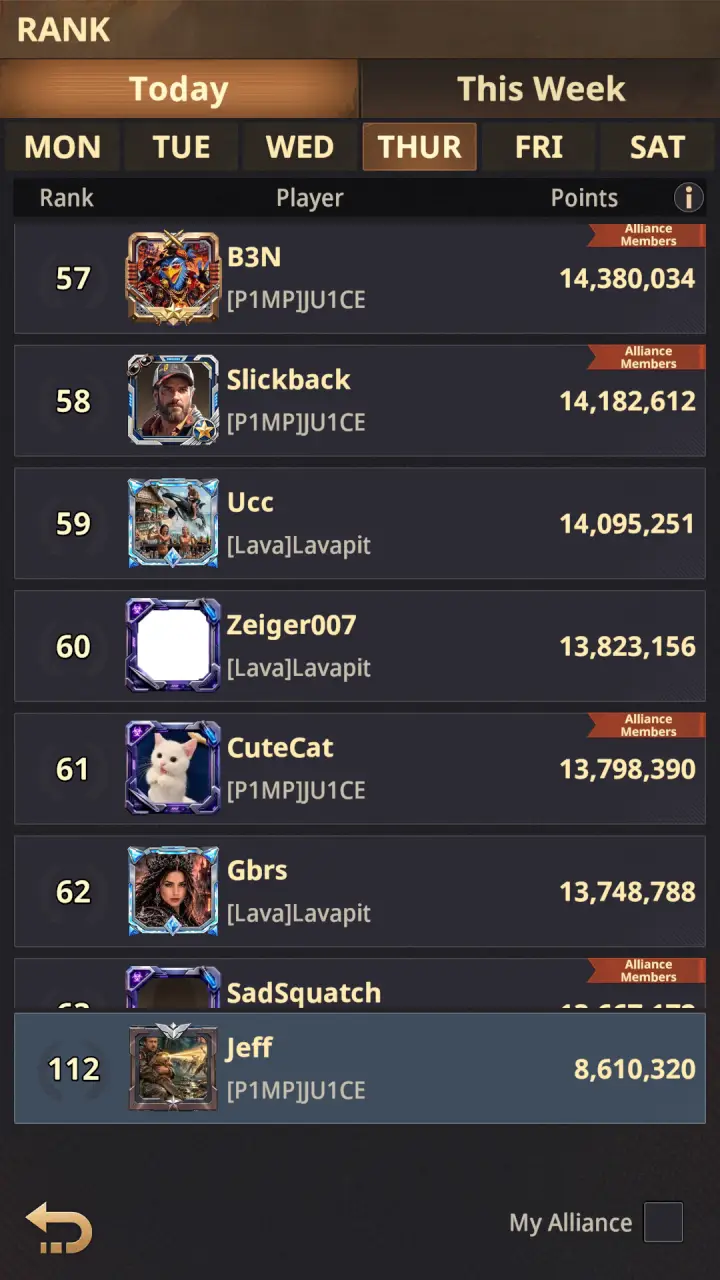 RANK
Today This Week
MON TUE WED THUR FRI SAT
Rank Player Points
Alliance
Members
57 B3N 14,380,034
[P1MP]JU1CE
Alliance
Members
58 Slickback 14,182,612
[P1MP]JU1CE
59 Ucc 14,095,251
[Lava]Lavapit
60 Zeiger007 13,823,156
[Lava]Lavapit
Alliance
Members
61 CuteCat 13,798,390
[P1MP]JU1CE
62 Gbrs 13,748,788
[Lava]Lavapit
Alliance
Members
SadSquatch
112 Jeff 8,610,320
[P1MP]JU1CE
My Alliance